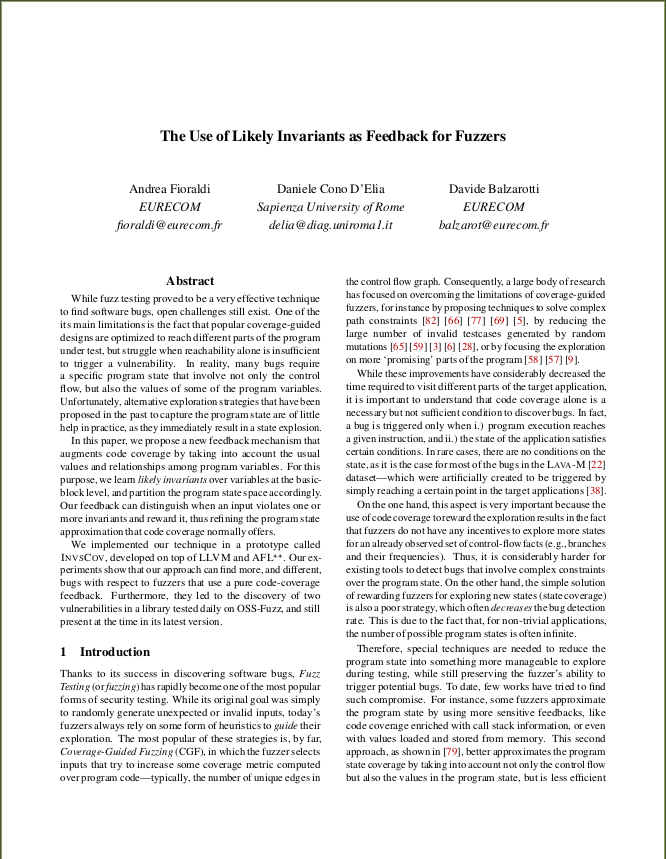 The Use of Likely Invariants as Feedback for Fuzzers
Andrea Fioraldi
EURECOM
fioraldi@eurecom.fr
Daniele Cono D'Elia
Sapienza University of Rome
delia@diag.uniroma1.it
Davide Balzarotti
EURECOM
balzarot@eurecom.fr
Abstract
While fuzz testing proved to be a very effective technique
to find software bugs, open challenges still exist. One of the
its main limitations is the fact that popular coverage-guided
designs are optimized to reach different parts of the program
under test, but struggle when reachability alone is insufficient
to trigger a vulnerability. In reality, many bugs require
a specific program state that involve not only the control
flow, but also the values of some of the program variables.
Unfortunately, alternative exploration strategies that have been
proposed in the past to capture the program state are of little
help in practice, as they immediately result in a state explosion.
In this paper, we propose a new feedback mechanism that
augments code coverage by taking into account the usual
values and relationships among program variables. For this
purpose, we learn likely invariants over variables at the basic-
block level, and partition the program state space accordingly.
Our feedback can distinguish when an input violates one or
more invariants and reward it, thus refining the program state
approximation that code coverage normally offers.
We implemented our technique in a prototype called
INVSCOV, developed on top of LLVM and AFL++. Our ex-
periments show that our approach can find more, and different,
bugs with respect to fuzzers that use a pure code-coverage
feedback. Furthermore, they led to the discovery of two
vulnerabilities in a library tested daily on OSS-Fuzz, and still
present at the time in its latest version.
1 Introduction
Thanks to its success in discovering software bugs, Fuzz
Testing (or fuzzing) has rapidly become one of the most popular
forms of security testing. While its original goal was simply
to randomly generate unexpected or invalid inputs, today's
fuzzers always rely on some form of heuristics to guide their
exploration. The most popular of these strategies is, by far,
Coverage-Guided Fuzzing (CGF), in which the fuzzer selects
inputs that try to increase some coverage metric computed
over program code—typically, the number of unique edges in
the control flow graph. Consequently, a large body of research
has focused on overcoming the limitations of coverage-guided
fuzzers, for instance by proposing techniques to solve complex
path constraints [82] [66] [77] [69] [5], by reducing the
large number of invalid testcases generated by random
mutations [65] [59] [3] [6] [28], or by focusing the exploration
on more ‘promising’ parts of the program [58] [57] [9].
While these improvements have considerably decreased the
time required to visit different parts of the target application,
it is important to understand that code coverage alone is a
necessary but not sufficient condition to discover bugs. In fact,
a bug is triggered only when i.) program execution reaches
a given instruction, and ii.) the state of the application satisfies
certain conditions. In rare cases, there are no conditions on the
state, as it is the case for most of the bugs in the LAVA-M [22]
dataset—which were artificially created to be triggered by
simply reaching a certain point in the target applications [38].
On the one hand, this aspect is very important because the
use of code coverage to reward the exploration results in the fact
that fuzzers do not have any incentives to explore more states
for an already observed set of control-flow facts (e.g., branches
and their frequencies). Thus, it is considerably harder for
existing tools to detect bugs that involve complex constraints
over the program state. On the other hand, the simple solution
of rewarding fuzzers for exploring new states (state coverage)
is also a poor strategy, which often decreases the bug detection
rate. This is due to the fact that, for non-trivial applications,
the number of possible program states is often infinite.
Therefore, special techniques are needed to reduce the
program state into something more manageable to explore
during testing, while still preserving the fuzzer's ability to
trigger potential bugs. To date, few works have tried to find
such compromise. For instance, some fuzzers approximate
the program state by using more sensitive feedbacks, like
code coverage enriched with call stack information, or even
with values loaded and stored from memory. This second
approach, as shown in [79], better approximates the program
state coverage by taking into account not only the control flow
but also the values in the program state, but is less efficient